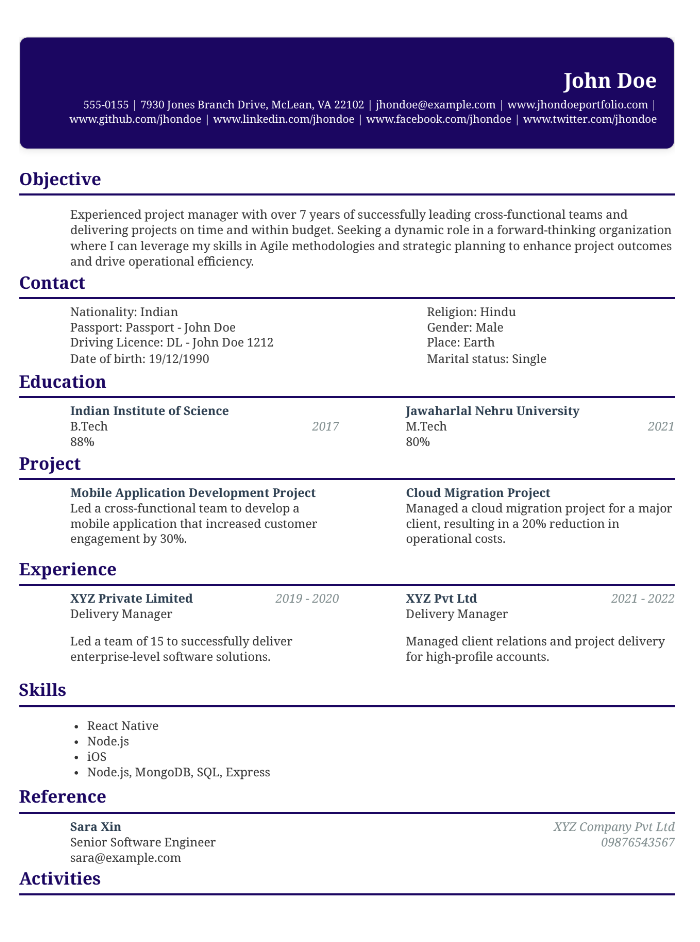 John Doe
555-0155 | 7930 Jones Branch Drive, McLean, VA 22102 | jhondoe@example.com | www.jhondoeportfolio.com |
www.github.com/jhondoe | www.linkedin.com/jhondoe | www.facebook.com/jhondoe | www.twitter.com/jhondoe
Objective
Experienced project manager with over 7 years of successfully leading cross-functional teams and
delivering projects on time and within budget. Seeking a dynamic role in a forward-thinking organization
where I can leverage my skills in Agile methodologies and strategic planning to enhance project outcomes
and drive operational efficiency.
Contact
Nationality: Indian
Passport: Passport - John Doe
Driving Licence: DL - John Doe 1212
Date of birth: 19/12/1990
Religion: Hindu
Gender: Male
Place: Earth
Marital status: Single
Education
Indian Institute of Science
B.Tech 2017
88%
Jawaharlal Nehru University
M.Tech 2021
80%
Project
Mobile Application Development Project
Led a cross-functional team to develop a
mobile application that increased customer
engagement by 30%.
Cloud Migration Project
Managed a cloud migration project for a major
client, resulting in a 20% reduction in
operational costs.
Experience
XYZ Private Limited 2019 - 2020
Delivery Manager
Led a team of 15 to successfully deliver
enterprise-level software solutions.
XYZ Pvt Ltd 2021 - 2022
Delivery Manager
Managed client relations and project delivery
for high-profile accounts.
Skills
• React Native
• Node.js
• iOS
• Node.js, MongoDB, SQL, Express
Reference
Sara Xin XYZ Company Pvt Ltd
Senior Software Engineer 09876543567
sara@example.com
Activities